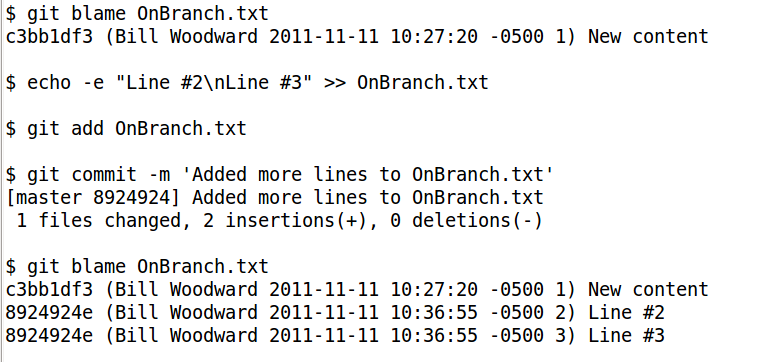 $ git blame OnBranch.txt
c3bb1df3 (Bill Woodward 2011-11-11 10:27:20 -0500 1) New content
$ echo -e "Line #2\nLine #3" >> OnBranch.txt
$ git add OnBranch.txt
$ git commit -m 'Added more lines to OnBranch.txt'
[master 8924924] Added more lines to OnBranch.txt
 1 files changed, 2 insertions(+), 0 deletions(-)
$ git blame OnBranch.txt
c3bb1df3 (Bill Woodward 2011-11-11 10:27:20 -0500 1) New content
8924924e (Bill Woodward 2011-11-11 10:36:55 -0500 2) Line #2
8924924e (Bill Woodward 2011-11-11 10:36:55 -0500 3) Line #3